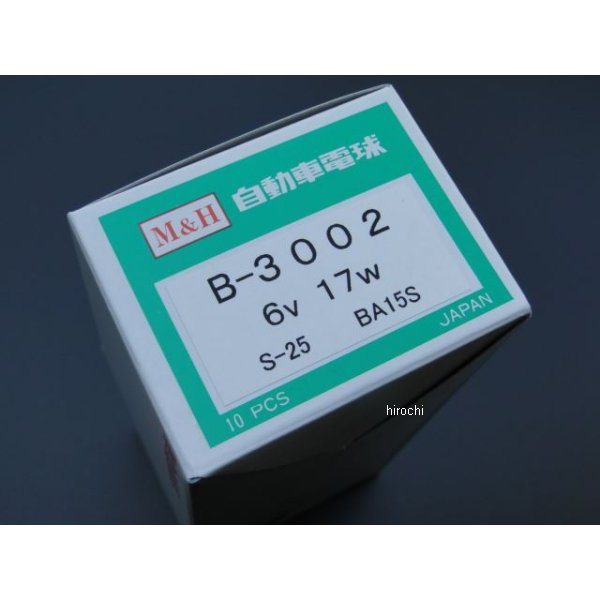 M&H 自動車電球
B-3002
6V 17W
S-25 BA15S
10 PCS JAPAN
hirochi